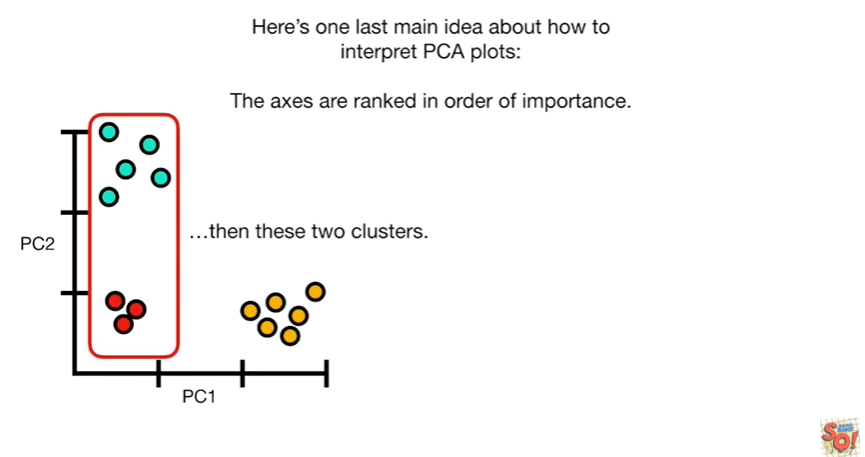 Here’s one last main idea about how to
interpret PCA plots:
The axes are ranked in order of importance.
…then these two clusters.
PC2
PC1